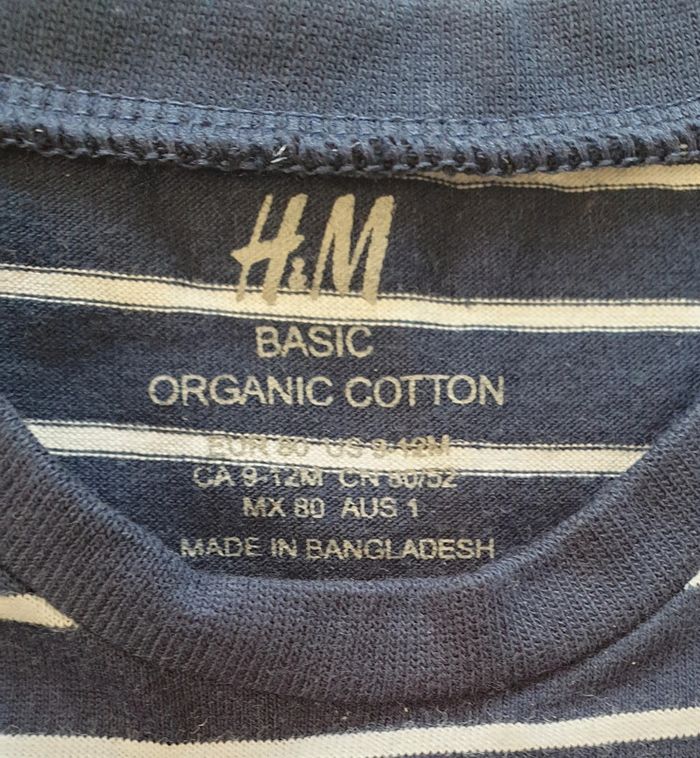 H&M
BASIC
ORGANIC COTTON
EUR 80 US 9-12M
CA 9-12M CN 80/52
MX 80 AUS 1
MADE IN BANGLADESH